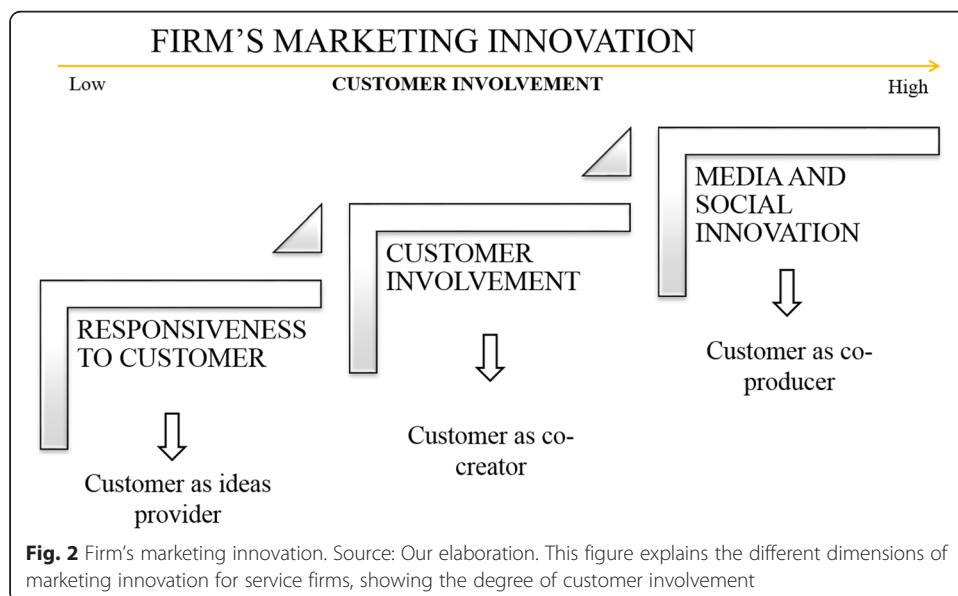 FIRM'S MARKETING INNOVATION
Low CUSTOMER INVOLVEMENT High
MEDIA AND
SOCIAL
INNOVATION
Customer as co-
producer
CUSTOMER
INVOLVEMENT
Customer as co-
creator
RESPONSIVENESS
TO CUSTOMER
Customer as ideas
provider
Fig. 2 Firm's marketing innovation. Source: Our elaboration. This figure explains the different dimensions of
marketing innovation for service firms, showing the degree of customer involvement